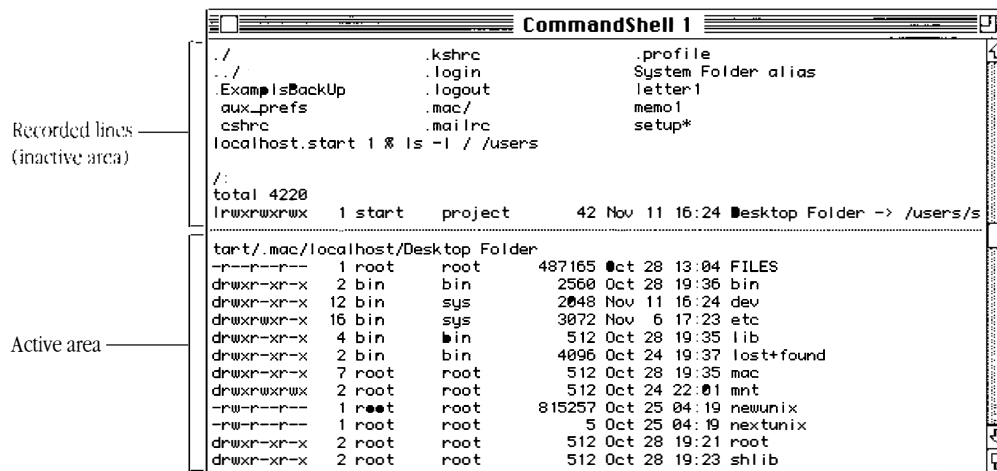 CommandShell 1
./ .kshrc .profile
../ .login System Folder alias
.ExamplsBackUp .logout letter1
aux_prefs .mac/ memo1
cshrc .mailrc setup*
localhost.start 1 % ls -l / /users
/:
total 4220
lrwxrwxrwx 1 start project 42 Nov 11 16:24 Desktop Folder -> /users/s
tart/.mac/localhost/Desktop Folder
-r--r--r-- 1 root root 487165 Oct 28 13:04 FILES
drwxr-xr-x 2 bin bin 2560 Oct 28 19:36 bin
drwxr-xr-x 12 bin sys 2048 Nov 11 16:24 dev
drwxrwxr-x 16 bin sys 3072 Nov 6 17:23 etc
drwxr-xr-x 4 bin bin 512 Oct 28 19:35 lib
drwxr-xr-x 2 bin bin 4096 Oct 24 19:37 lost+found
drwxr-xr-x 7 root root 512 Oct 28 19:35 mac
drwxrwxrwx 2 root root 512 Oct 24 22:01 mnt
-rw-r--r-- 1 root root 815257 Oct 25 04:19 newunix
-rw-r--r-- 1 root root 5 Oct 25 04:19 nextunix
drwxr-xr-x 2 root root 512 Oct 28 19:21 root
drwxr-xr-x 2 root root 512 Oct 28 19:23 shlib
Recorded lines
(inactive area)
Active area